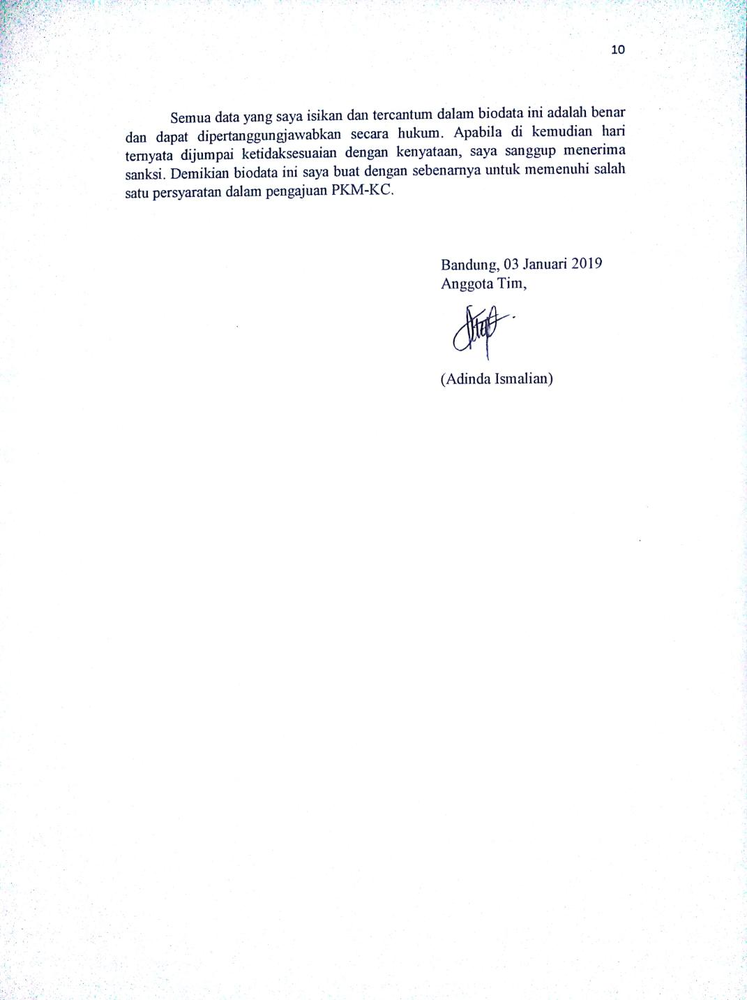 10
Semua data yang saya isikan dan tercantum dalam biodata ini adalah benar
dan dapat dipertanggungjawabkan secara hukum. Apabila di kemudian hari
ternyata dijumpai ketidaksesuaian dengan kenyataan, saya sanggup menerima
sanksi. Demikian biodata ini saya buat dengan sebenarnya untuk memenuhi salah
satu persyaratan dalam pengajuan PKM-KC.
Bandung, 03 Januari 2019
Anggota Tim,
(Adinda Ismalian)